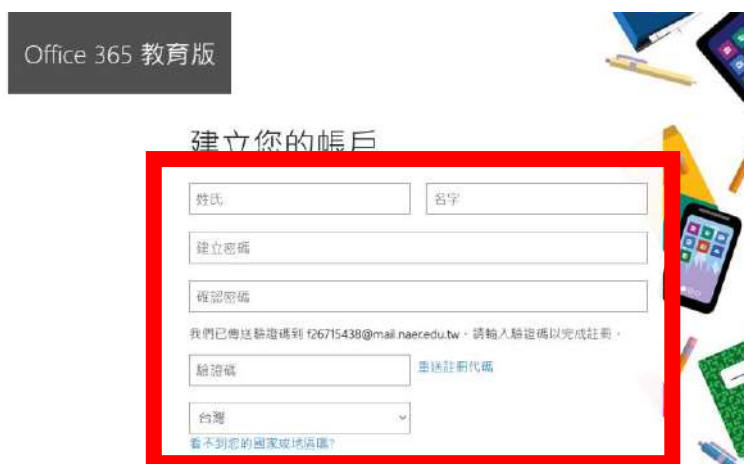 Office 365 教育版
建立您的帳戶
姓氏 名字
建立密碼
確認密碼
我們已傳送驗證碼到 f26715438@mail.naer.edu.tw。請輸入驗證碼以完成註冊。
驗證碼 重送註冊代碼
台灣
看不到您的國家或地區嗎?